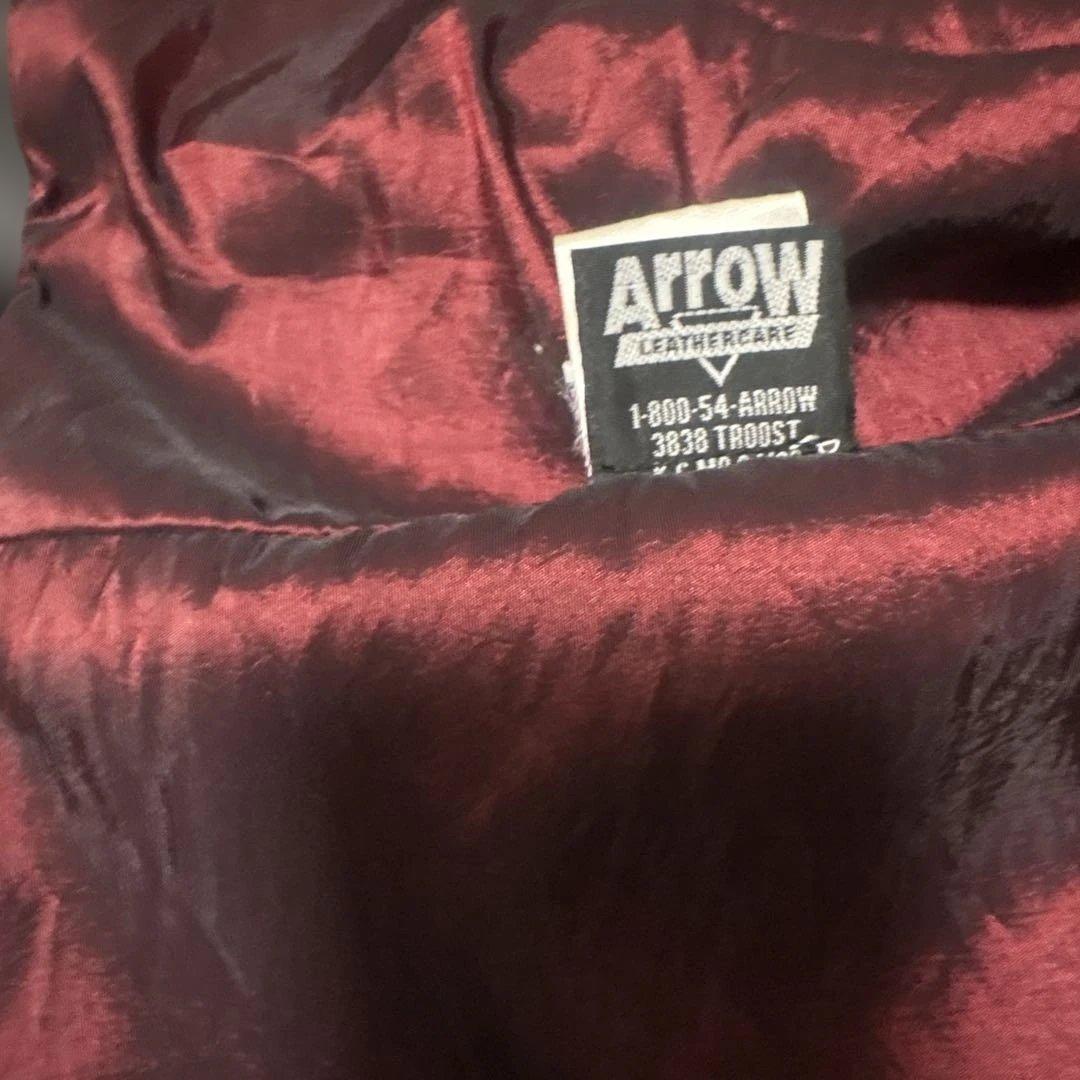 Arrow
LEATHERCARE
1-800-54-ARROW
3838 TROOST